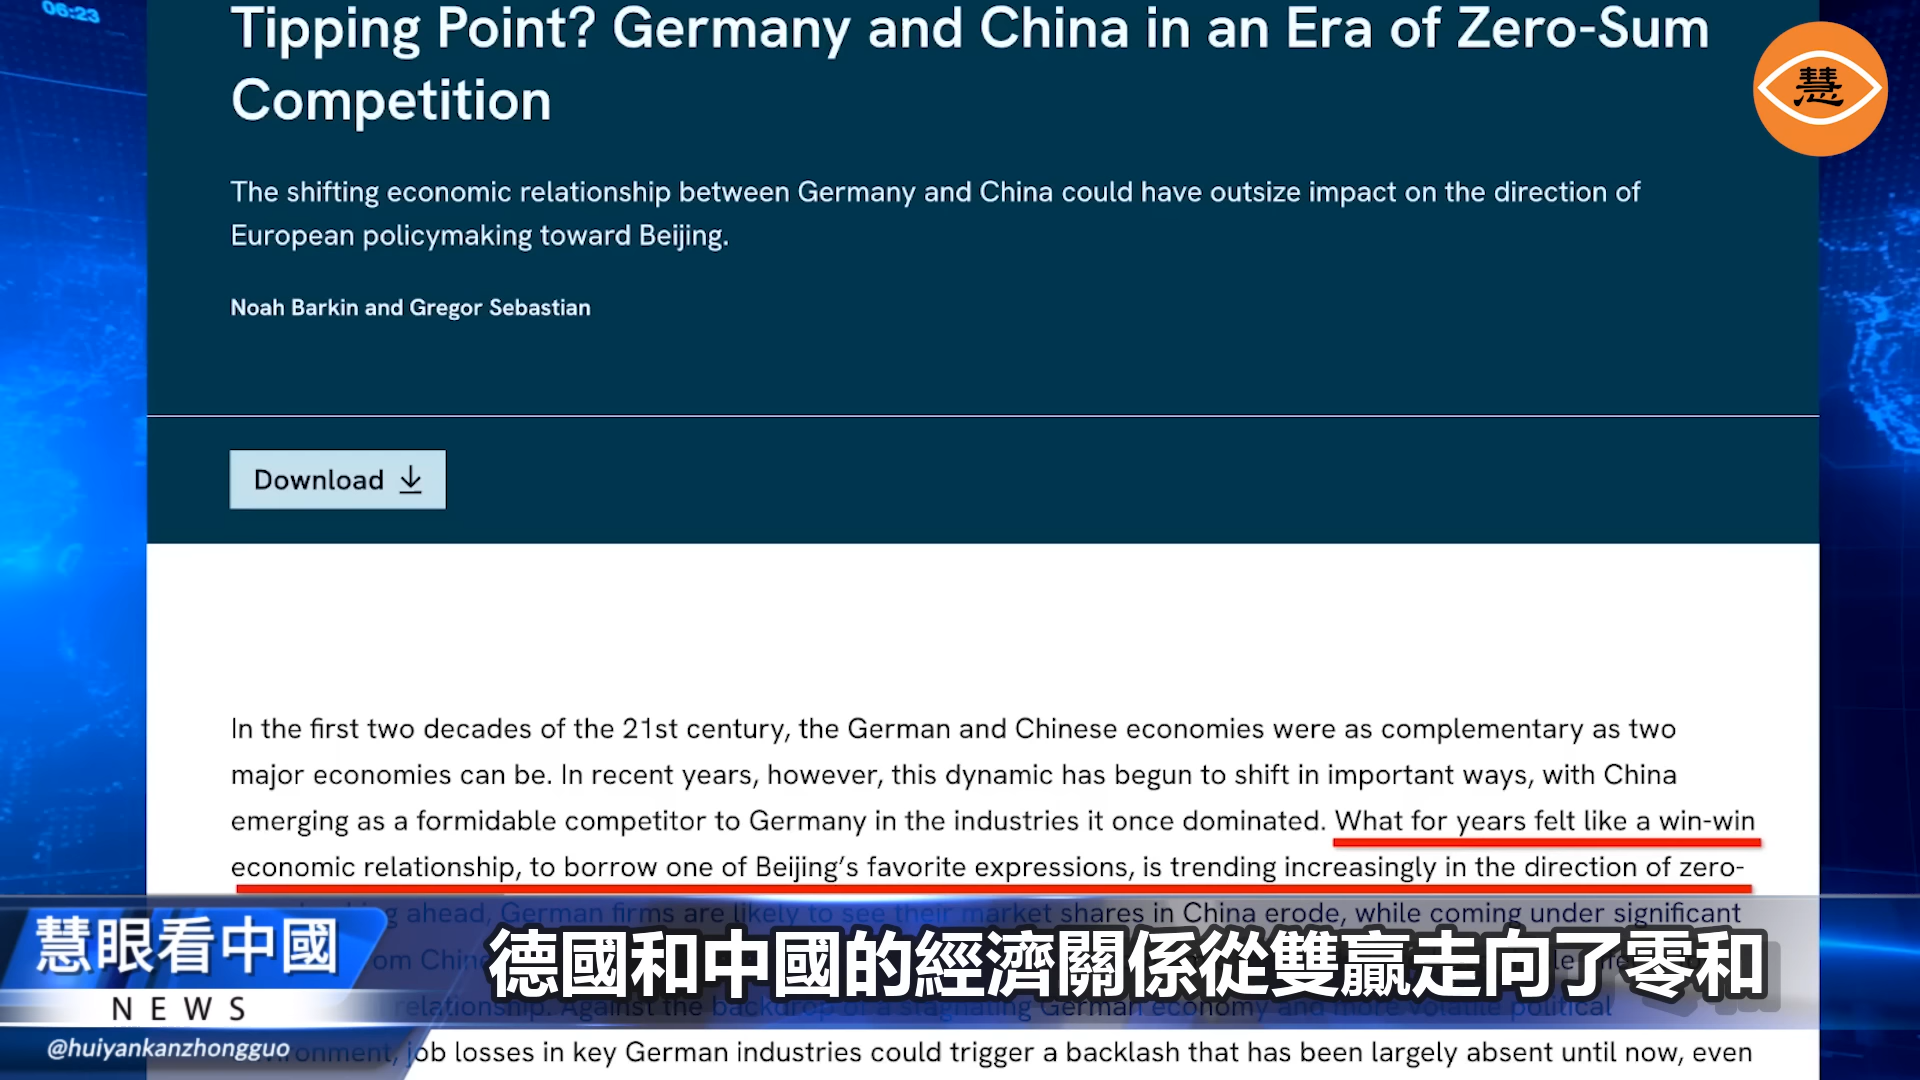 06:23
Tipping Point? Germany and China in an Era of Zero-Sum
Competition
慧
The shifting economic relationship between Germany and China could have outsize impact on the direction of
European policymaking toward Beijing.
Noah Barkin and Gregor Sebastian
Download
In the first two decades of the 21st century, the German and Chinese economies were as complementary as two
major economies can be. In recent years, however, this dynamic has begun to shift in important ways, with China
emerging as a formidable competitor to Germany in the industries it once dominated. What for years felt like a win-win
economic relationship, to borrow one of Beijing's favorite expressions, is trending increasingly in the direction of zero-
ahead, German firms are likely to see their market shares in China erode, while coming under significant
慧眼看中國
德國和中國的經濟關係從雙贏走向了零和
NEWS
relationship. Against the backdrop of a stagnating German economy and more volatile political
@huiyankanzhongguo
job losses in key German industries could trigger a backlash that has been largely absent until now, even